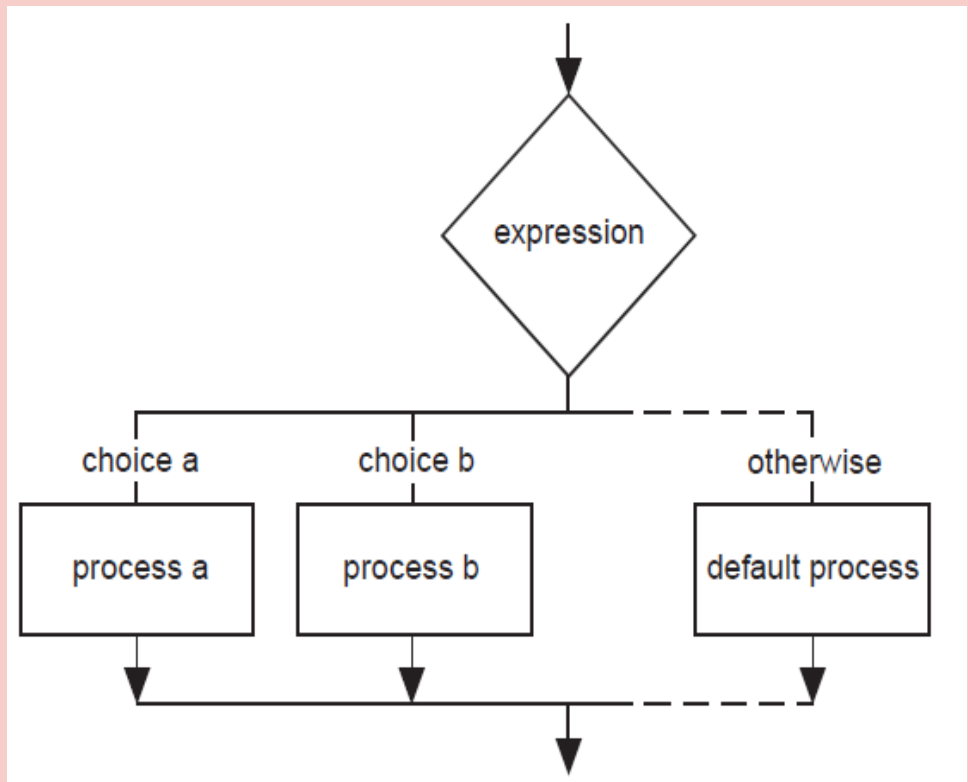 expression
choice a
choice b
otherwise
process a
process b
default process